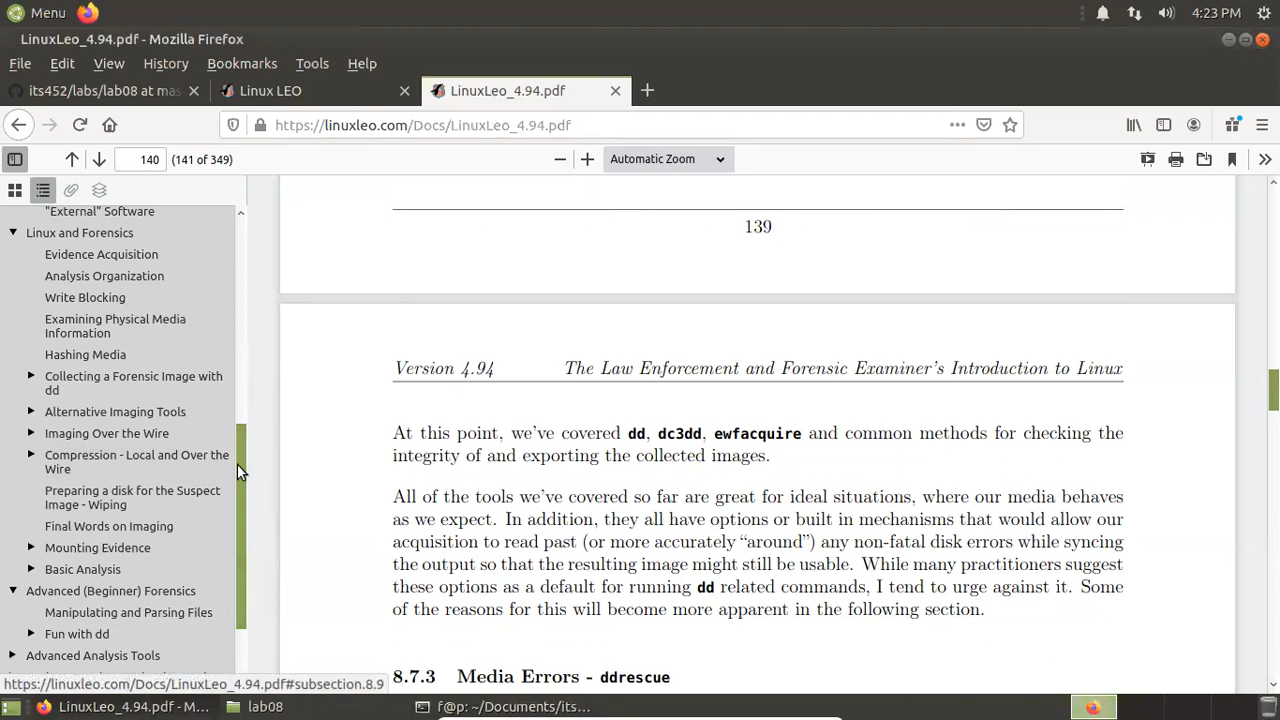 Menu
4:23 PM
LinuxLeo_4.94.pdf - Mozilla Firefox
File Edit View History Bookmarks Tools Help
its452/labs/lab08 at mas
Linux LEO
LinuxLeo_4.94.pdf
https://linuxleo.com/Docs/LinuxLeo_4.94.pdf
140 (141 of 349)
Automatic Zoom
"External" Software
Linux and Forensics
Evidence Acquisition
Analysis Organization
Write Blocking
Examining Physical Media
Information
Hashing Media
Collecting a Forensic Image with
dd
Alternative Imaging Tools
Imaging Over the Wire
Compression - Local and Over the
Wire
Preparing a disk for the Suspect
Image - Wiping
Final Words on Imaging
Mounting Evidence
Basic Analysis
Advanced (Beginner) Forensics
Manipulating and Parsing Files
Fun with dd
Advanced Analysis Tools
https://linuxleo.com/Docs/LinuxLeo_4.94.pdf#subsection.8.9
139
Version 4.94 The Law Enforcement and Forensic Examiner's Introduction to Linux
At this point, we've covered dd, dc3dd, ewfacquire and common methods for checking the
integrity of and exporting the collected images.
All of the tools we've covered so far are great for ideal situations, where our media behaves
as we expect. In addition, they all have options or built in mechanisms that would allow our
acquisition to read past (or more accurately “around”) any non-fatal disk errors while syncing
the output so that the resulting image might still be usable. While many practitioners suggest
these options as a default for running dd related commands, I tend to urge against it. Some
of the reasons for this will become more apparent in the following section.
8.7.3 Media Errors - ddrescue
LinuxLeo_4.94.pdf - M...
lab08
f@p: ~/Documents/its...